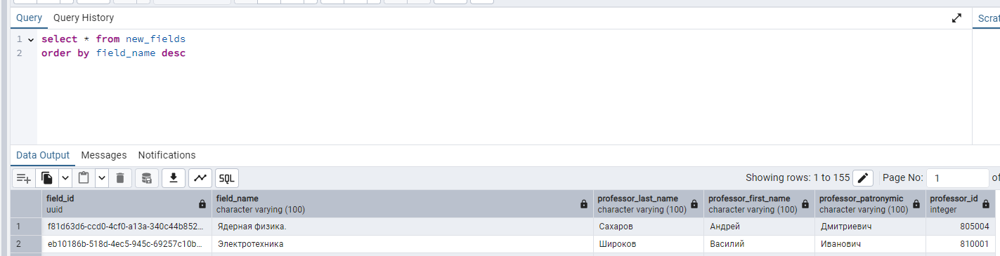 Query Query History
Scrat
1 select * from new_fields
2 order by field_name desc
Data Output Messages Notifications
SQL Showing rows: 1 to 155 Page No: 1 of
field_id field_name professor_last_name professor_first_name professor_patronymic professor_id
uuid character varying (100) character varying (100) character varying (100) character varying (100) integer
1 f81d63d6-ccd0-4cf0-a13a-340c44b852... Ядерная физика. Сахаров Андрей Дмитриевич 805004
2 eb10186b-518d-4ec5-945c-69257c10b... Электротехника Широков Василий Иванович 810001